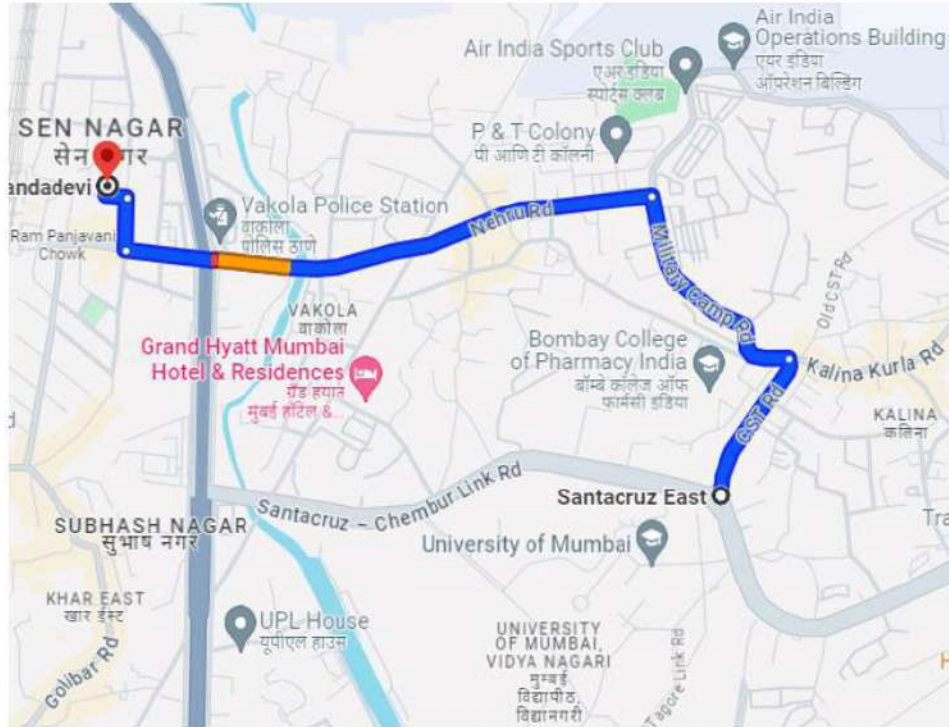 Air India
Operations Building
एयर इंडिया
ऑपरेशन बिल्डिंग
Air India Sports Club
एअर इंडिया
स्पोर्ट्स क्लब
P & T Colony
पी आणि टी कॉलनी
SEN NAGAR
सेन नगर
andadevi
Vakola Police Station
वाकोला
पोलिस ठाणे
Ram Panjavani
Chowk
Nehru Rd
Military Camp Rd
Old CST Rd
VAKOLA
वाकोला
Grand Hyatt Mumbai
Hotel & Residences
ग्रँड हयात
मुंबई हॉटेल &...
Bombay College
of Pharmacy India
बॉम्बे कॉलेज ऑफ
फार्मसी इंडिया
Kalina Kurla Rd
CST Rd
KALINA
कलिना
Santacruz East
Santacruz – Chembur Link Rd
SUBHASH NAGAR
सुभाष नगर
University of Mumbai
Tra
KHAR EAST
खार ईस्ट
Golibar Rd
UPL House
यूपीएल हाउस
UNIVERSITY
OF MUMBAI,
VIDYA NAGARI
मुम्बई
विद्यापीठ,
विद्यानगरी
Tagore Link Rd
H